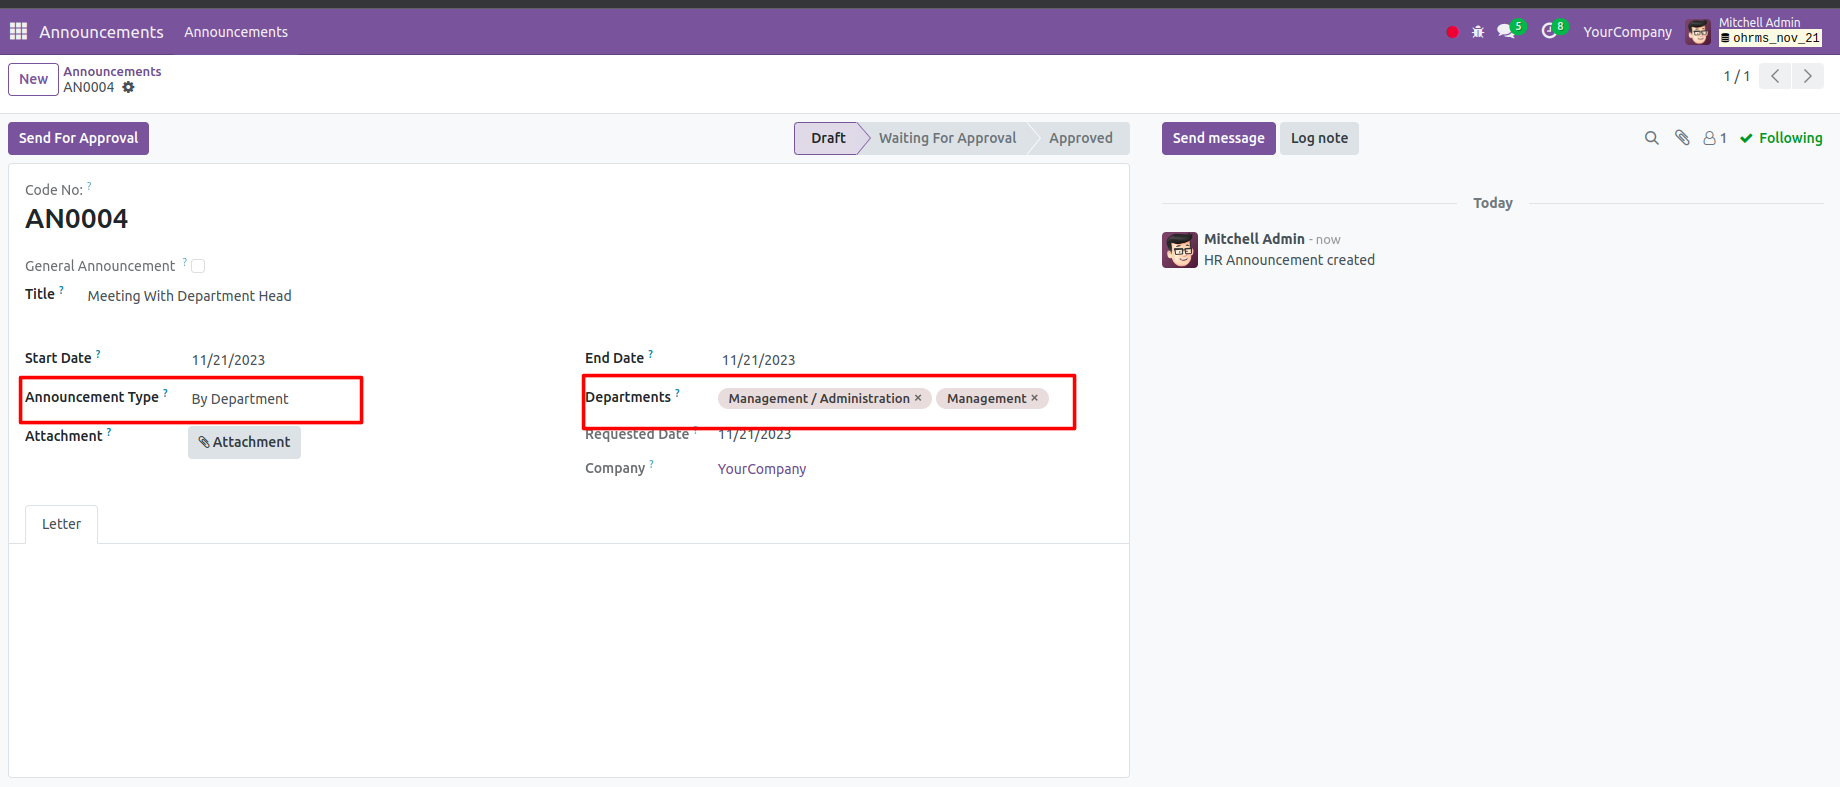 Announcements Announcements 5 8 YourCompany Mitchell Admin
ohrms_nov_21
New Announcements
AN0004
1 / 1
Send For Approval Draft Waiting For Approval Approved Send message Log note 1 Following
Code No: ?
AN0004
Today
Mitchell Admin - now
HR Announcement created
General Announcement ?
Title ? Meeting With Department Head
Start Date ? 11/21/2023 End Date ? 11/21/2023
Announcement Type ? By Department Departments ? Management / Administration × Management ×
Attachment ? Attachment Requested Date ? 11/21/2023
Company ? YourCompany
Letter